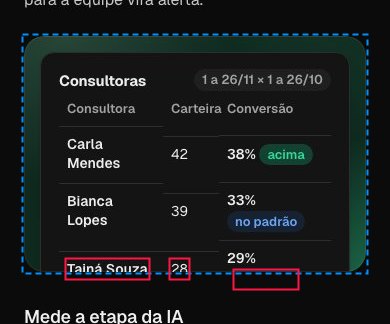 para a equipe vira alerta.
Consultoras 1 a 26/11 × 1 a 26/10
Consultora Carteira Conversão
Carla Mendes 42 38% acima
Bianca Lopes 39 33% no padrão
Tainá Souza 28 29%
Mede a etapa da IA